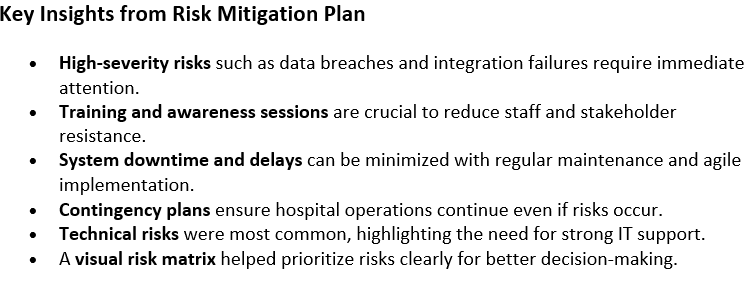 Key Insights from Risk Mitigation Plan
• High-severity risks such as data breaches and integration failures require immediate
attention.
• Training and awareness sessions are crucial to reduce staff and stakeholder
resistance.
• System downtime and delays can be minimized with regular maintenance and agile
implementation.
• Contingency plans ensure hospital operations continue even if risks occur.
• Technical risks were most common, highlighting the need for strong IT support.
• A visual risk matrix helped prioritize risks clearly for better decision-making.